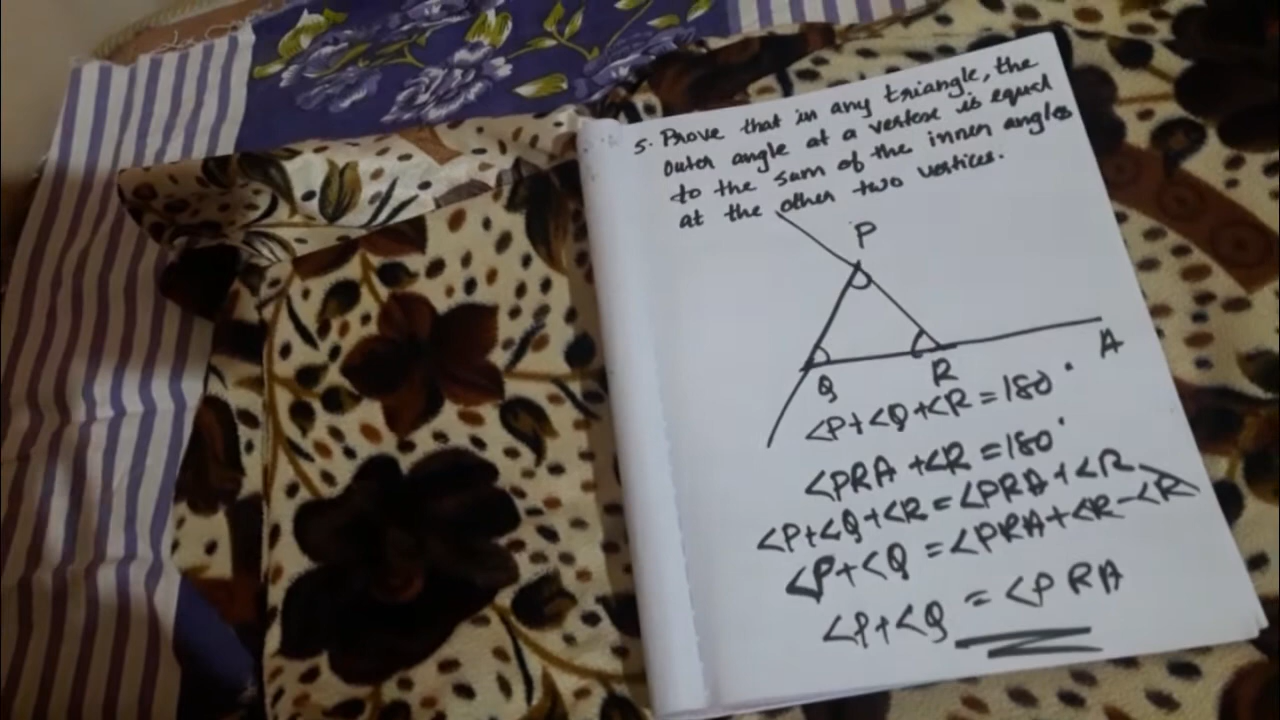 5. Prove that in any triangle, the
outer angle at a vertex is equal
to the sum of the inner angles
at the other two vertices.
P
Q
R
A
<P+<Q+<R=180°
<PRA+<R=180°
<P+<Q+<R=<PRA+<R
<P+<Q=<PRA+<R-<R
<P+<Q=<PRA